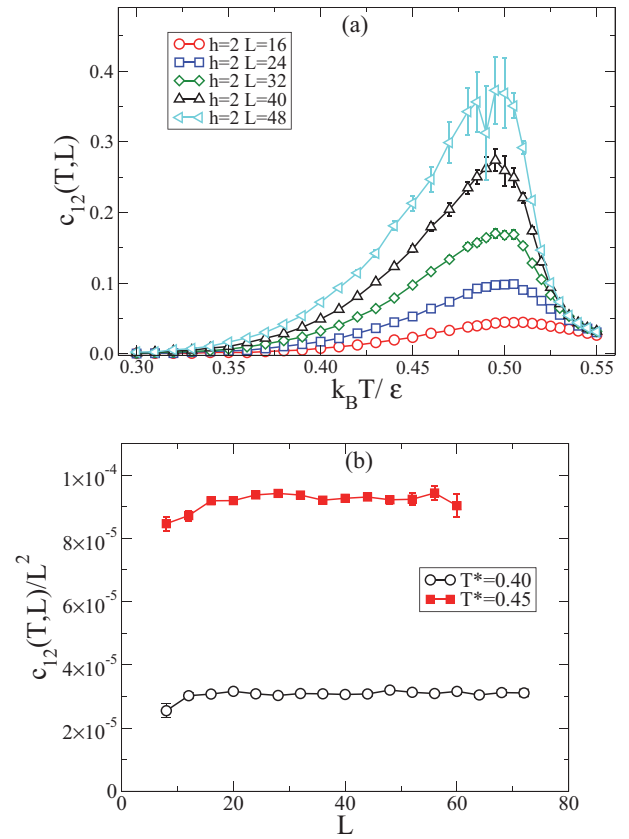 (a)
h=2 L=16
h=2 L=24
h=2 L=32
h=2 L=40
h=2 L=48
c₁₂(T,L)
0.4
0.3
0.2
0.1
0.0
0.30 0.35 0.40 0.45 0.50 0.55
k_B T/ ε
(b)
c₁₂(T,L)/L²
1×10⁻⁴
8×10⁻⁵
6×10⁻⁵
4×10⁻⁵
2×10⁻⁵
0
T*=0.40
T*=0.45
0 20 40 60 80
L